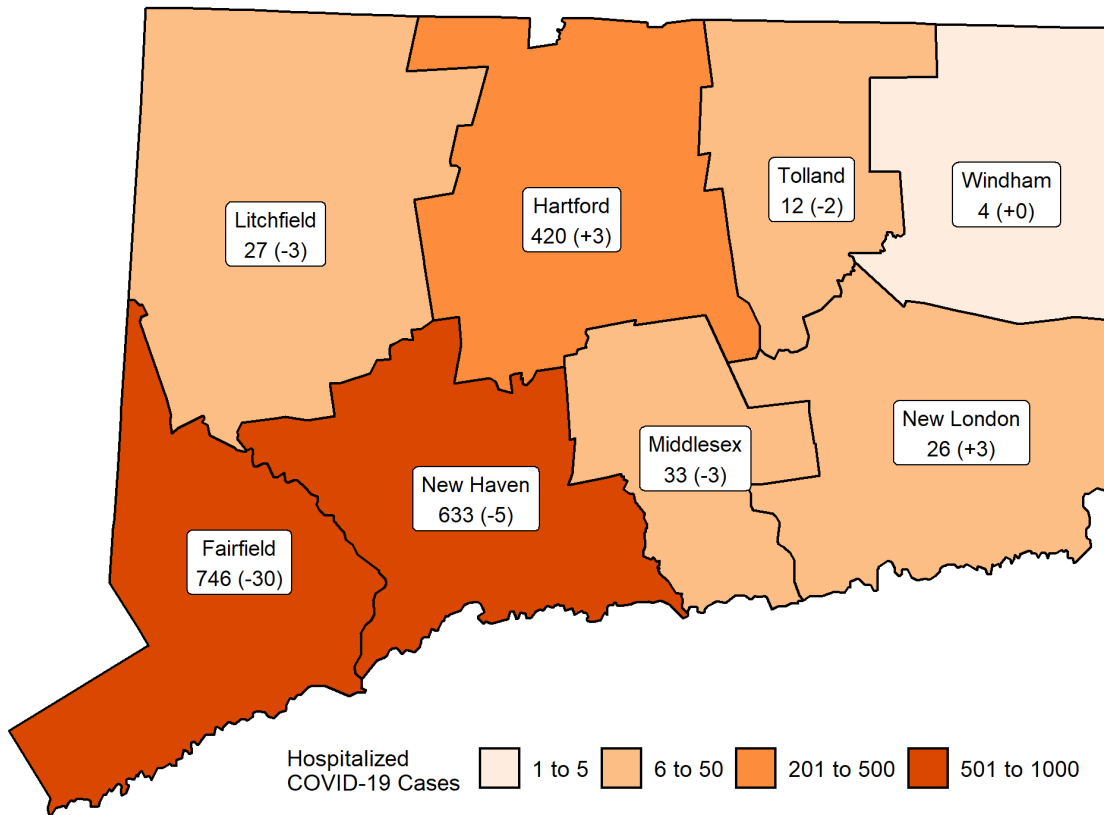 Tolland
12 (-2)
Windham
4 (+0)
Litchfield
27 (-3)
Hartford
420 (+3)
New London
26 (+3)
Middlesex
33 (-3)
New Haven
633 (-5)
Fairfield
746 (-30)
Hospitalized
COVID-19 Cases
1 to 5
6 to 50
201 to 500
501 to 1000